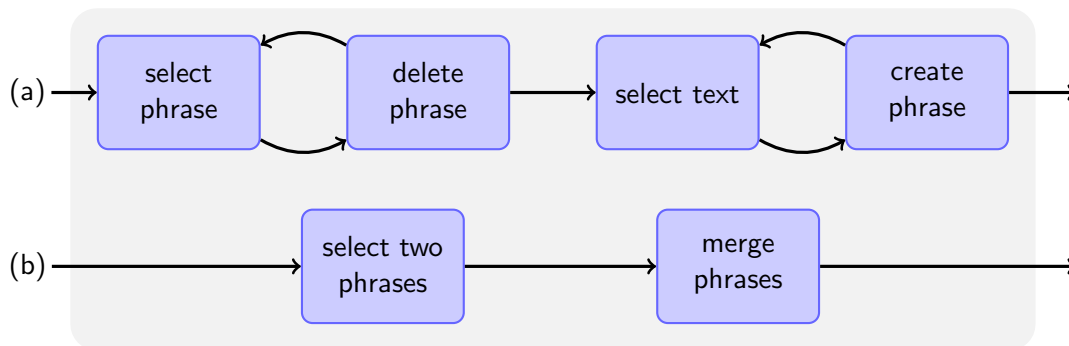 (a)
select
phrase
delete
phrase
select text
create
phrase
(b)
select two
phrases
merge
phrases